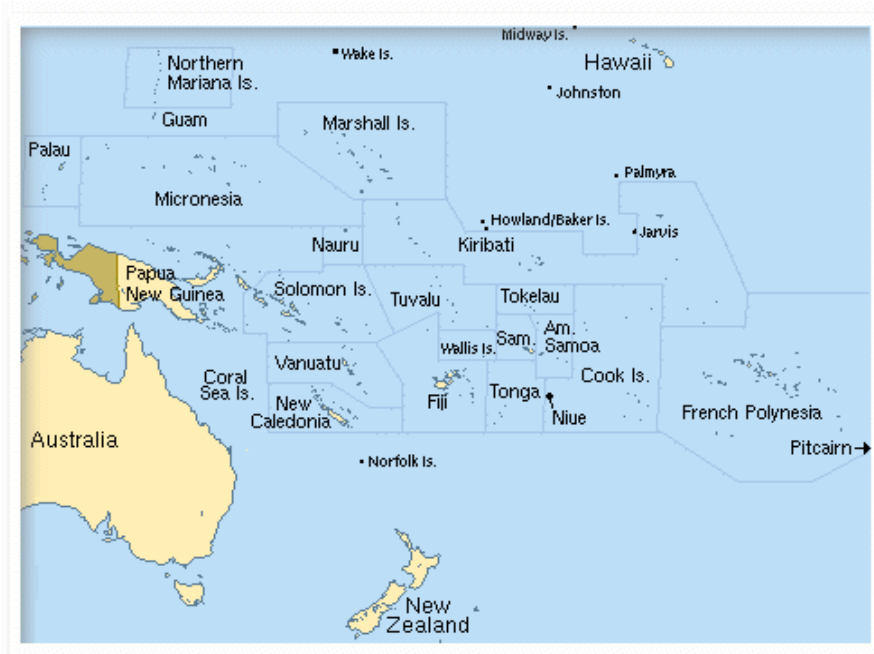 Midway Is.
Wake Is.
Hawaii
Northern
Mariana Is.
Johnston
Guam
Marshall Is.
Palau
Palmyra
Micronesia
Howland/Baker Is.
Jarvis
Nauru
Kiribati
Papua
New Guinea
Solomon Is.
Tuvalu
Tokelau
Sam.
Am.
Samoa
Wallis Is.
Vanuatu
Coral
Sea Is.
Cook Is.
Fiji
Tonga
New
Caledonia
Niue
French Polynesia
Australia
Pitcairn
Norfolk Is.
New
Zealand